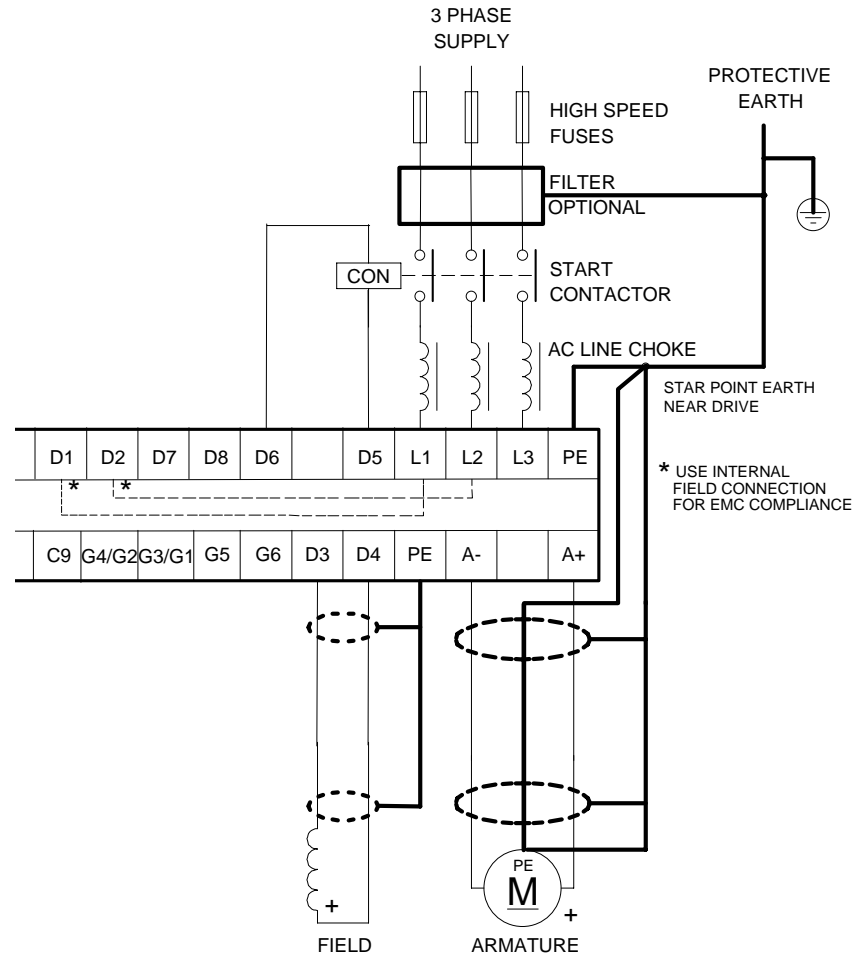 3 PHASE
SUPPLY
PROTECTIVE
EARTH
HIGH SPEED
FUSES
FILTER
OPTIONAL
CON
START
CONTACTOR
AC LINE CHOKE
STAR POINT EARTH
NEAR DRIVE
D1 D2 D7 D8 D6 D5 L1 L2 L3 PE
* *
* USE INTERNAL
FIELD CONNECTION
FOR EMC COMPLIANCE
C9 G4/G2 G3/G1 G5 G6 D3 D4 PE A- A+
PE
M
+ +
FIELD ARMATURE